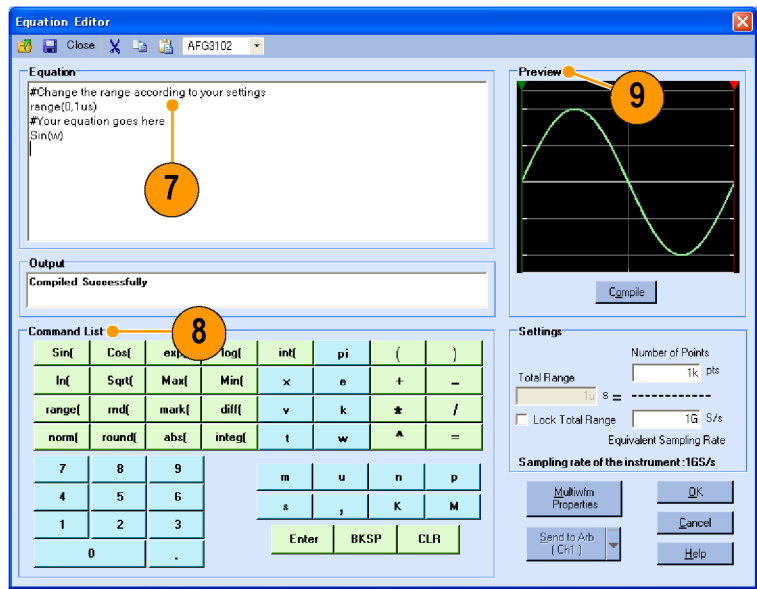 Equation Editor
Close AFG3102
Equation
#Change the range according to your settings
range(0,1us)
#Your equation goes here
Sin(w)
7
Output
Compiled Successfully
Preview
9
Compile
Command List
8
Sin( Cos( log( int( pi ( )
ln( Sqrt( Max( Min( × e + –
range( rnd( mark( diff( v k * /
norm( round( abs( integ( t w ^ =
7 8 9
4 5 6
1 2 3
0 .
m u n p
s , K M
Enter BKSP CLR
Settings
Number of Points
Total Range 1k pts
1u s = ------------
Lock Total Range 1G S/s
Equivalent Sampling Rate
Sampling rate of the instrument :1GS/s
Multiwfm
Properties
OK
Cancel
Send to Arb
( Ch1 )
Help